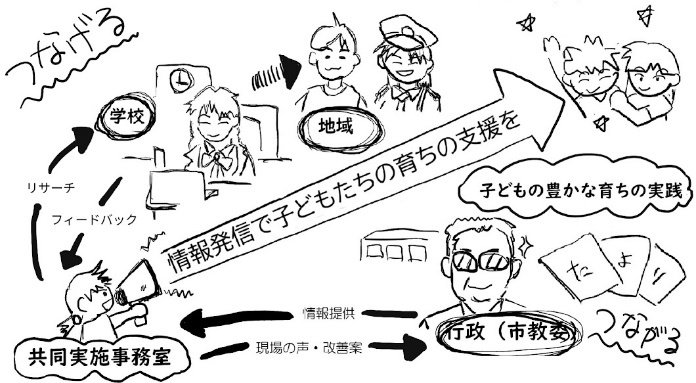 つなげる
学校
地域
リサーチ
フィードバック
情報発信で子どもたちの育ちの支援を
子どもの豊かな育ちの実践
たより
つながる
情報提供
行政（市教委）
共同実施事務室
現場の声・改善案